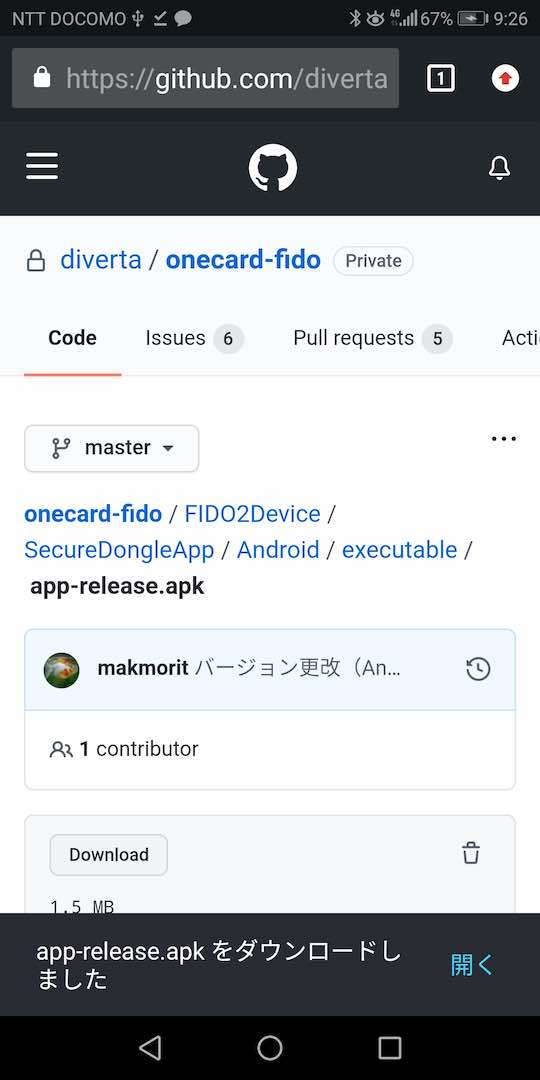 NTT DOCOMO 4G 67% 9:26
https://github.com/diverta 1
diverta / onecard-fido Private
Code Issues 6 Pull requests 5 Acti
master
onecard-fido / FIDO2Device /
SecureDongleApp / Android / executable /
app-release.apk
makmorit バージョン更改（An...
1 contributor
Download
1.5 MB
app-release.apk をダウンロードし
ました
開く